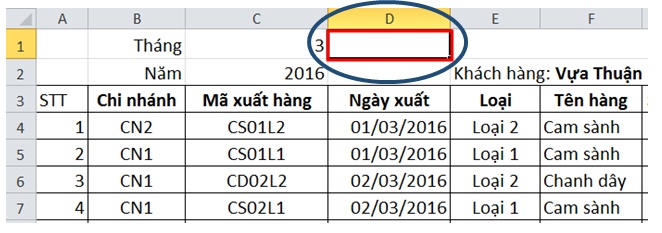 A B C D E F
1 Tháng 3
2 Năm 2016 Khách hàng: Vựa Thuận
3 STT Chi nhánh Mã xuất hàng Ngày xuất Loại Tên hàng
4 1 CN2 CS01L2 01/03/2016 Loại 2 Cam sành
5 2 CN1 CS01L1 01/03/2016 Loại 1 Cam sành
6 3 CN1 CD02L2 02/03/2016 Loại 2 Chanh dây
7 4 CN1 CS02L1 02/03/2016 Loại 1 Cam sành